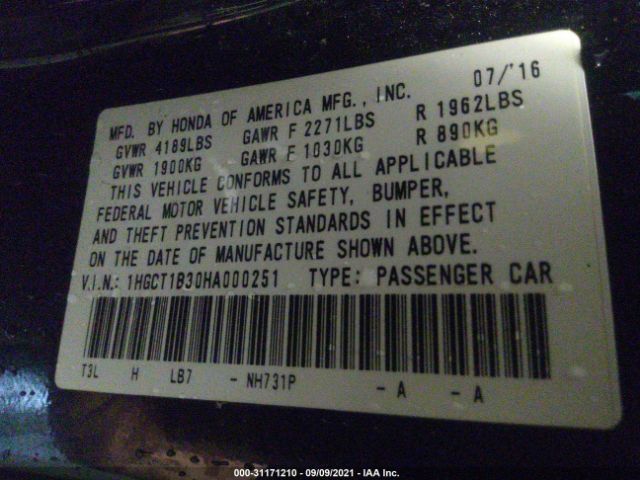 07/'16
MFD. BY HONDA OF AMERICA MFG., INC.
GVWR 4189LBS GAWR F 2271LBS R 1962LBS
GVWR 1900KG GAWR F 1030KG R 890KG
THIS VEHICLE CONFORMS TO ALL APPLICABLE
FEDERAL MOTOR VEHICLE SAFETY, BUMPER,
AND THEFT PREVENTION STANDARDS IN EFFECT
ON THE DATE OF MANUFACTURE SHOWN ABOVE.
V.I.N.: 1HGCT1B30HA000251 TYPE: PASSENGER CAR
T3L H LB7 - NH731P - A - A
000-31171210 - 09/09/2021 - IAA Inc.